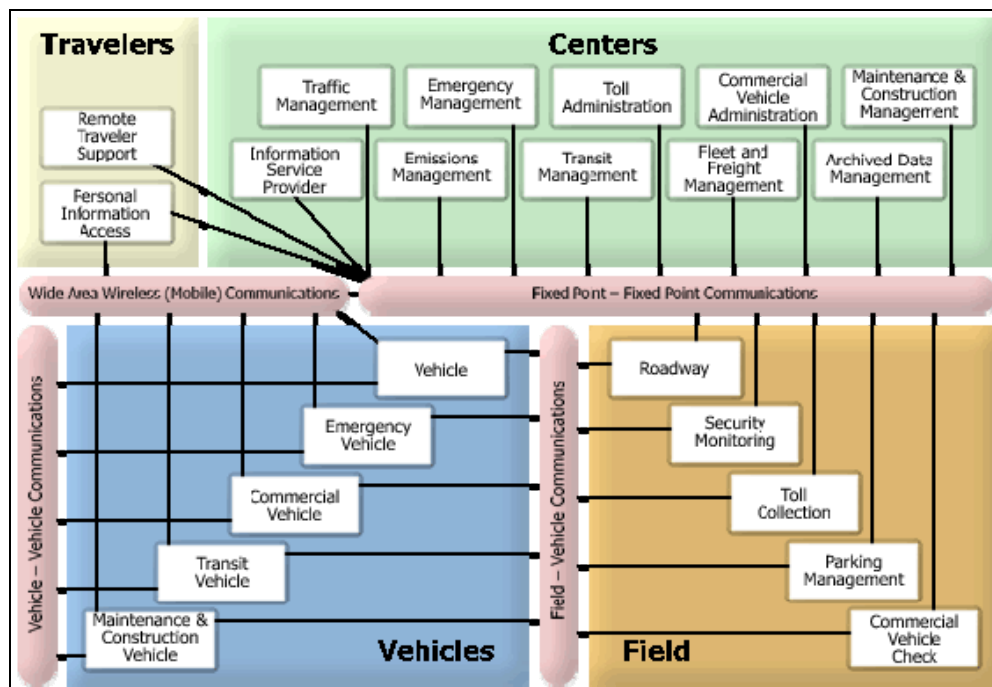 Travelers
Centers
Traffic
Management
Emergency
Management
Toll
Administration
Commercial
Vehicle
Administration
Maintenance &
Construction
Management
Remote
Traveler
Support
Information
Service
Provider
Emissions
Management
Transit
Management
Fleet and
Freight
Management
Archived Data
Management
Personal
Information
Access
Wide Area Wireless (Mobile) Communications
Fixed Point – Fixed Point Communications
Vehicle – Vehicle Communications
Vehicle
Emergency
Vehicle
Commercial
Vehicle
Transit
Vehicle
Maintenance &
Construction
Vehicle
Vehicles
Field – Vehicle Communications
Roadway
Security
Monitoring
Toll
Collection
Parking
Management
Commercial
Vehicle
Check
Field